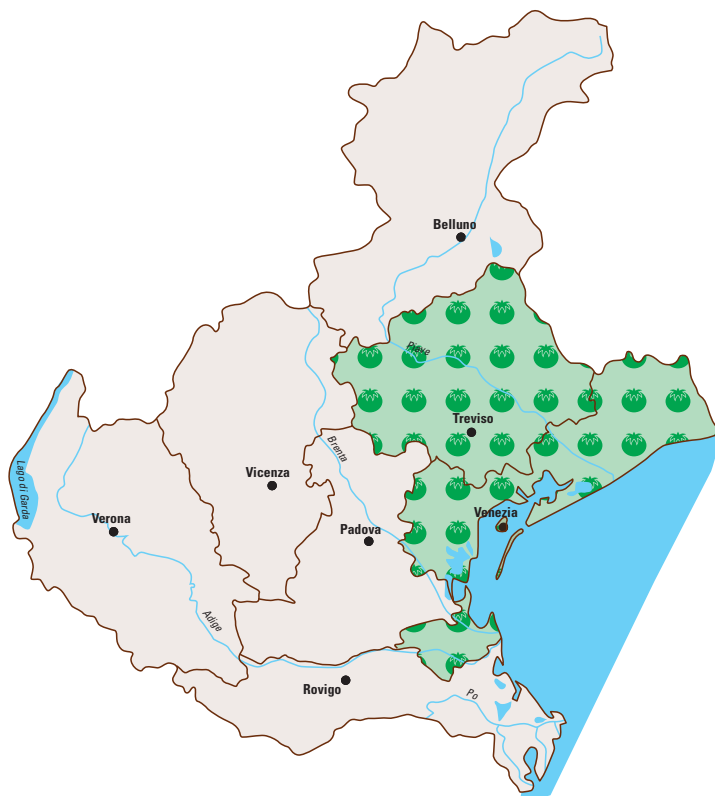 Belluno
Piave
Treviso
Brenta
Lago di Garda
Vicenza
Venezia
Verona
Padova
Adige
Rovigo
Po